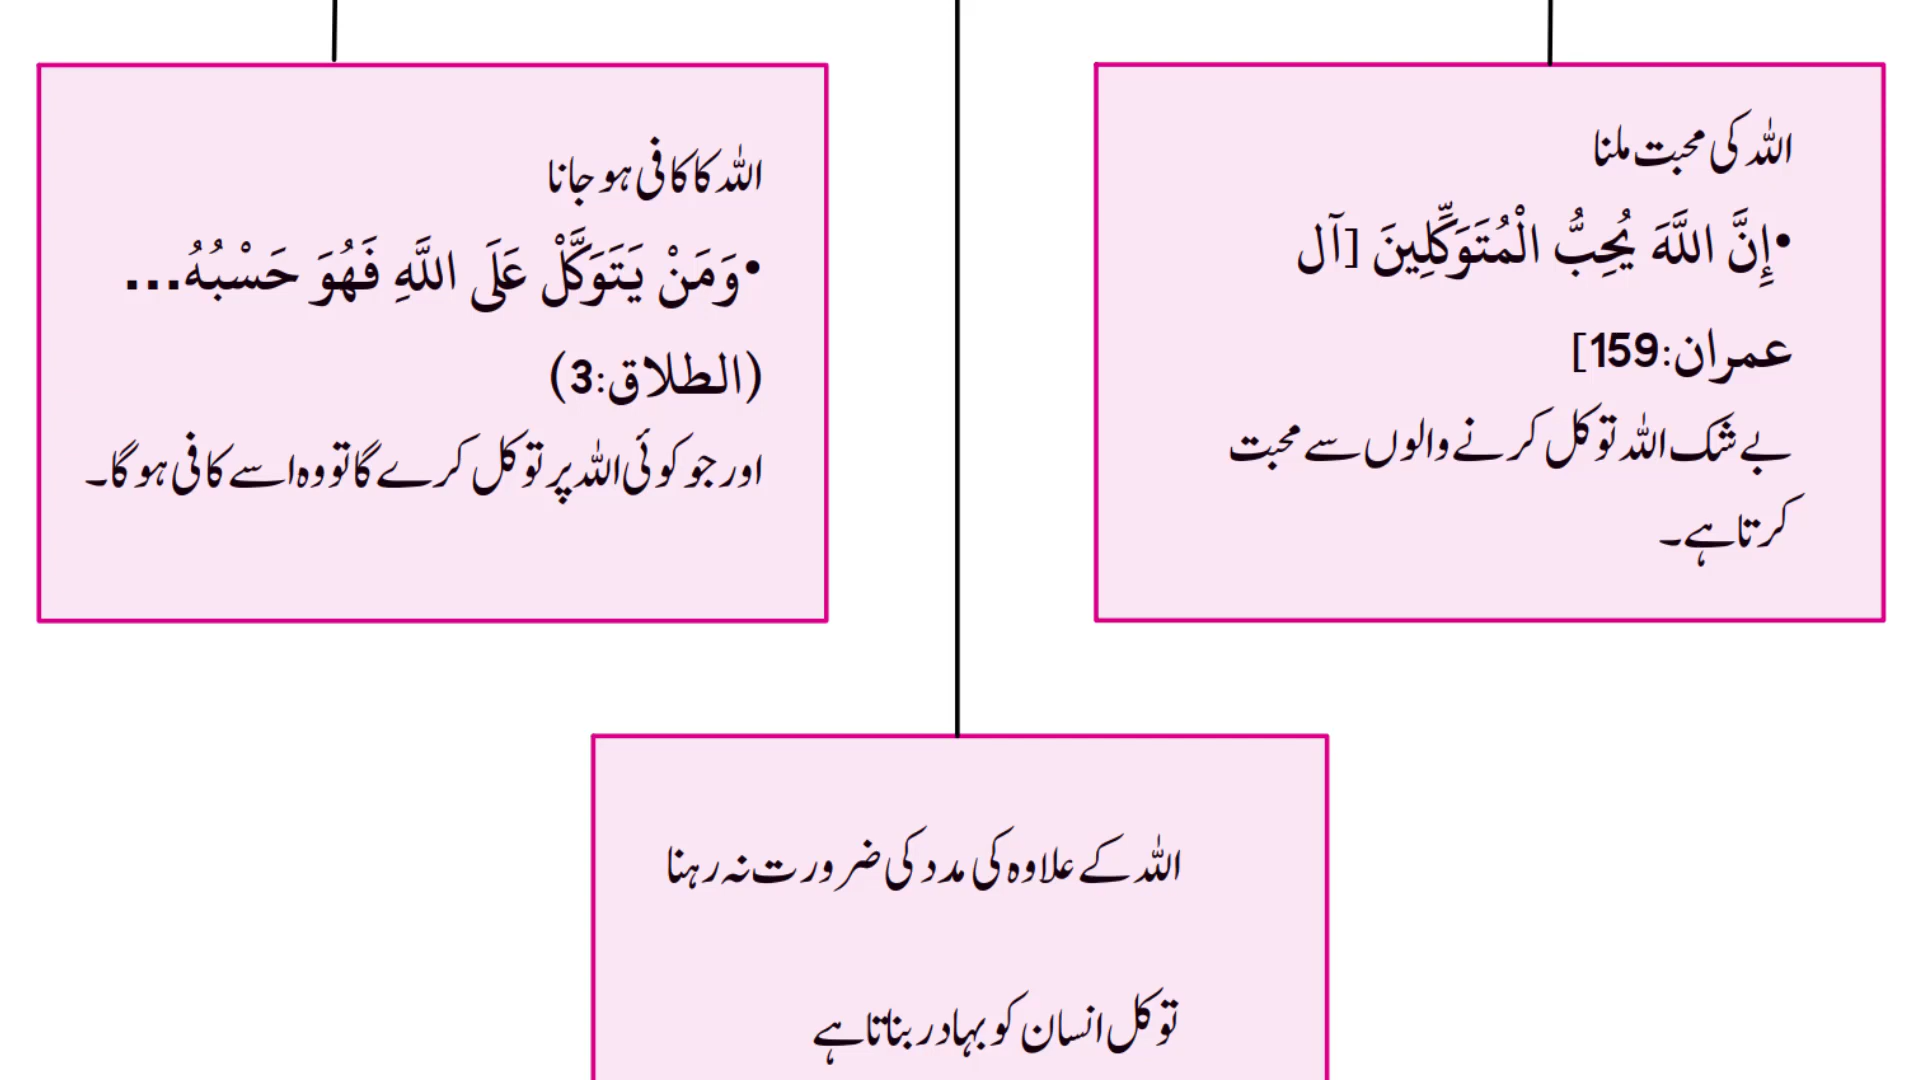 اللہ کی محبت ملنا
•إِنَّ اللَّهَ يُحِبُّ الْمُتَوَكِّلِينَ [آل
عمران:159]
بے شک اللہ توکل کرنے والوں سے محبت
کرتا ہے۔
اللہ کا کافی ہو جانا
•وَمَنْ يَتَوَكَّلْ عَلَى اللَّهِ فَهُوَ حَسْبُهُ...
(الطلاق:3)
اور جو کوئی اللہ پر توکل کرے گا تو وہ اسے کافی ہو گا۔
اللہ کے علاوہ کی مدد کی ضرورت نہ رہنا
توکل انسان کو بہادر بناتا ہے